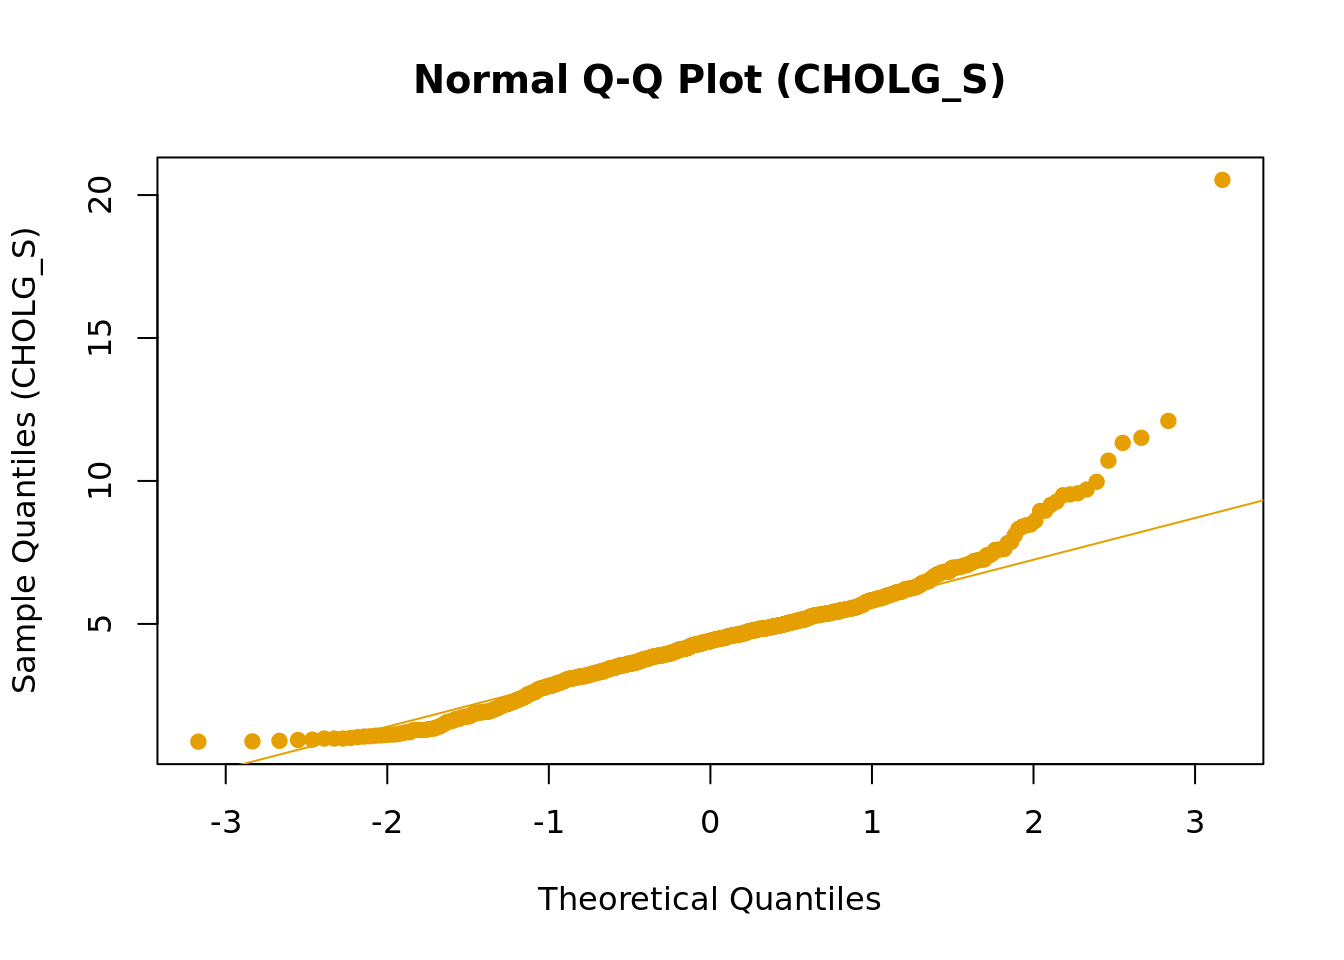 Normal Q-Q Plot (CHOLG_S)
Sample Quantiles (CHOLG_S)
20
15
10
5
-3 -2 -1 0 1 2 3
Theoretical Quantiles